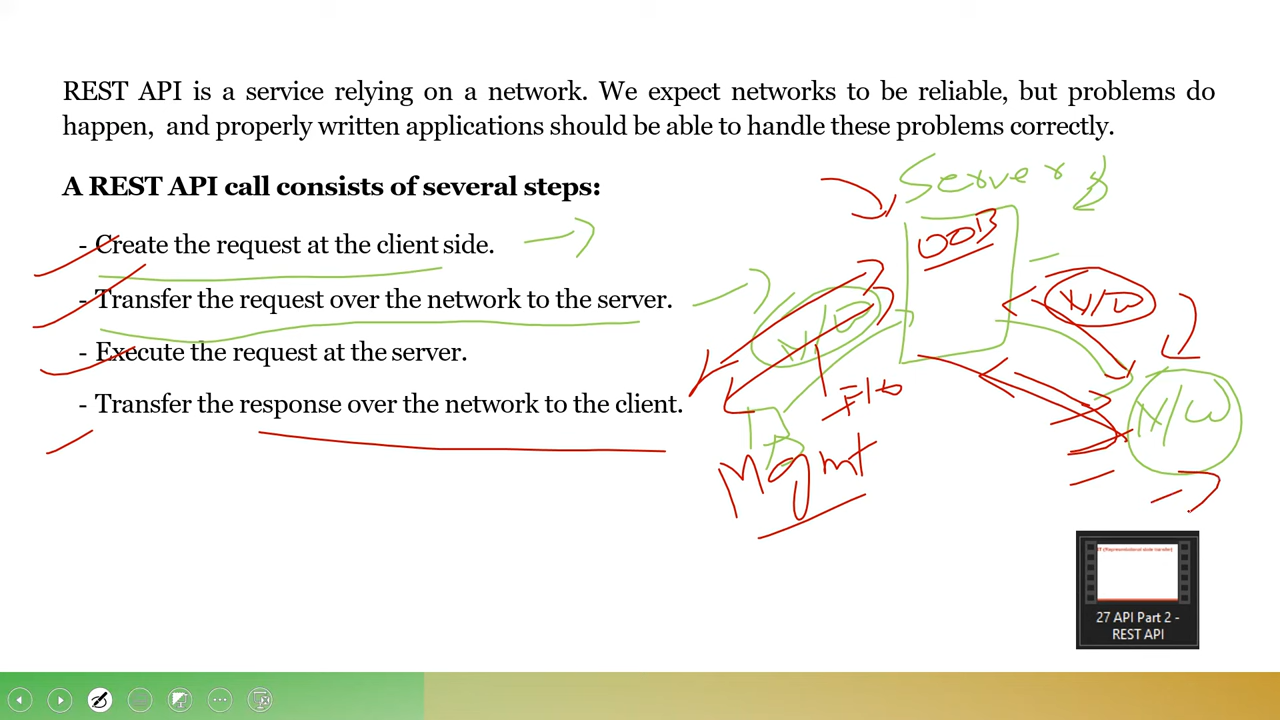 REST API is a service relying on a network. We expect networks to be reliable, but problems do
happen, and properly written applications should be able to handle these problems correctly.
A REST API call consists of several steps:
- Create the request at the client side.
- Transfer the request over the network to the server.
- Execute the request at the server.
- Transfer the response over the network to the client.
Server
OOB
N/W
N/W
N/W
Mgmt
27 API Part 2 -
REST API